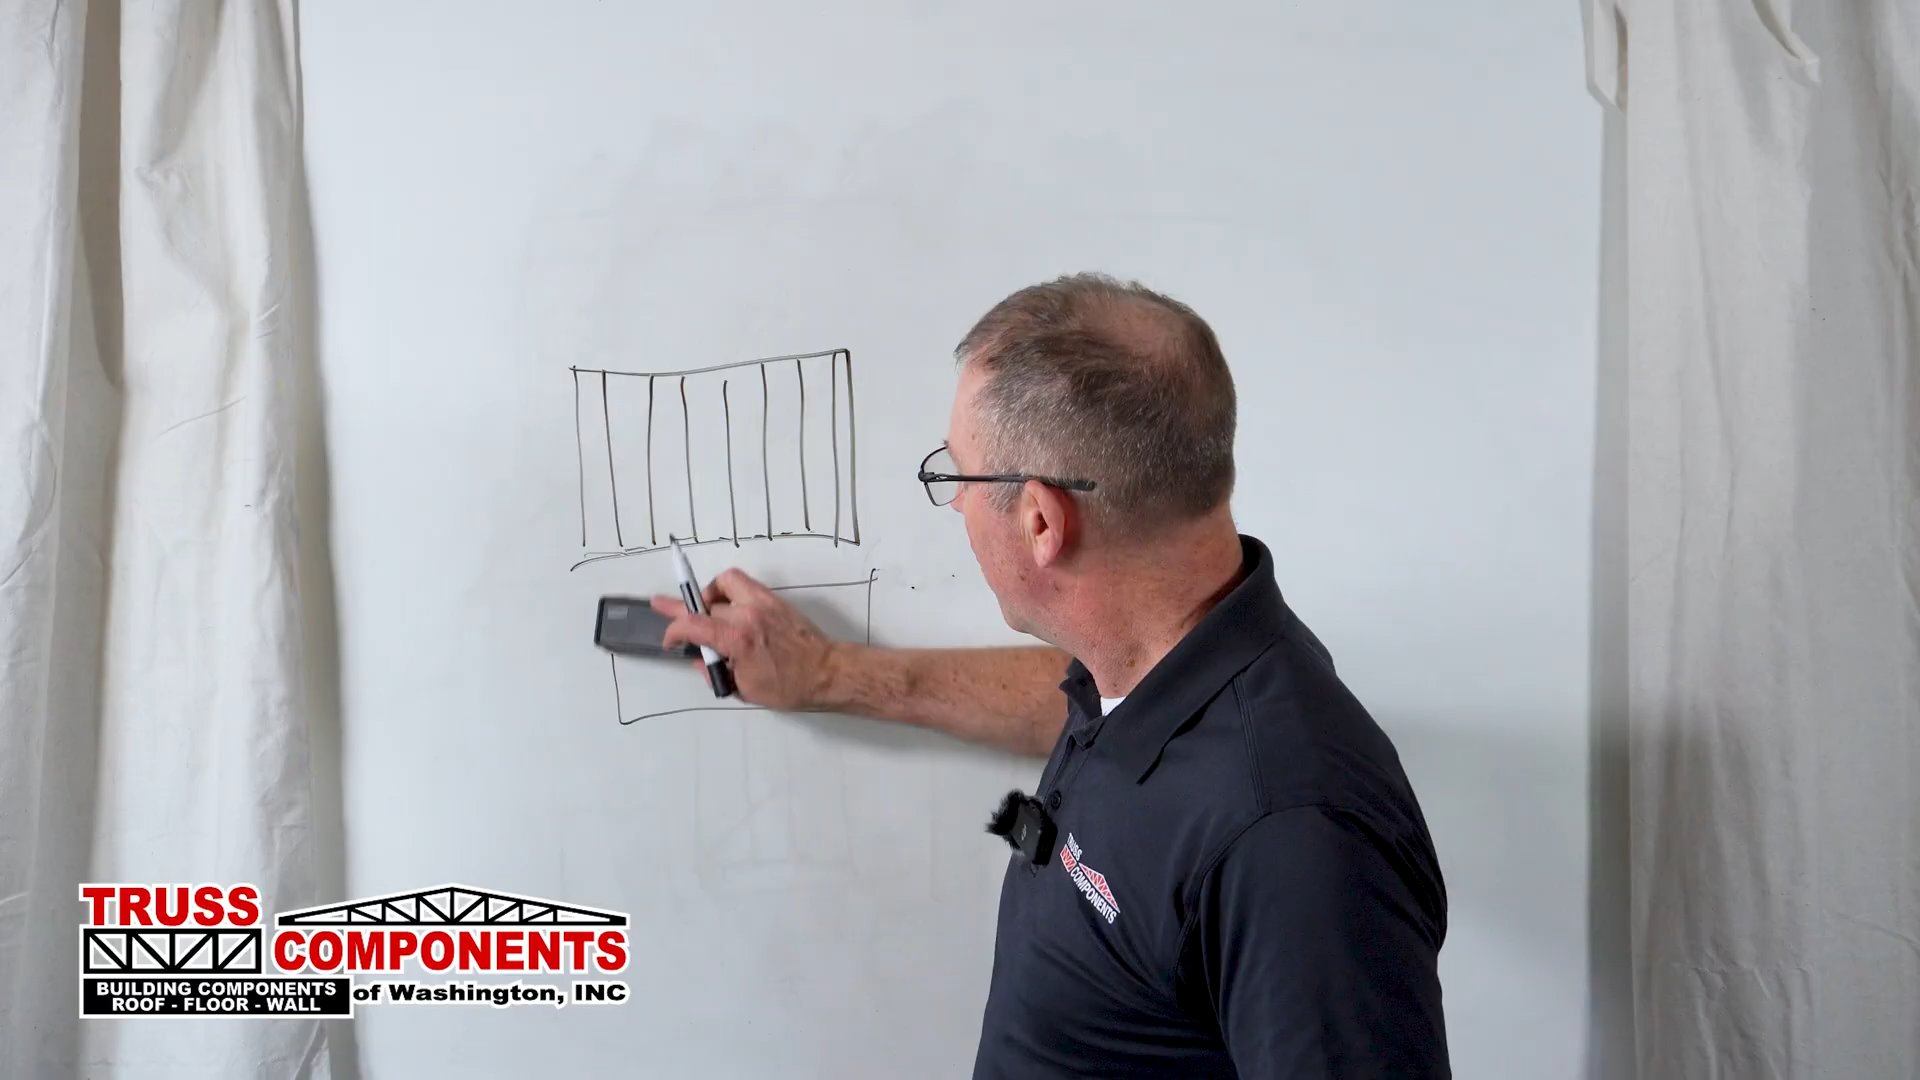 TRUSS
COMPONENTS
TRUSS
COMPONENTS
BUILDING COMPONENTS
ROOF - FLOOR - WALL
of Washington, INC